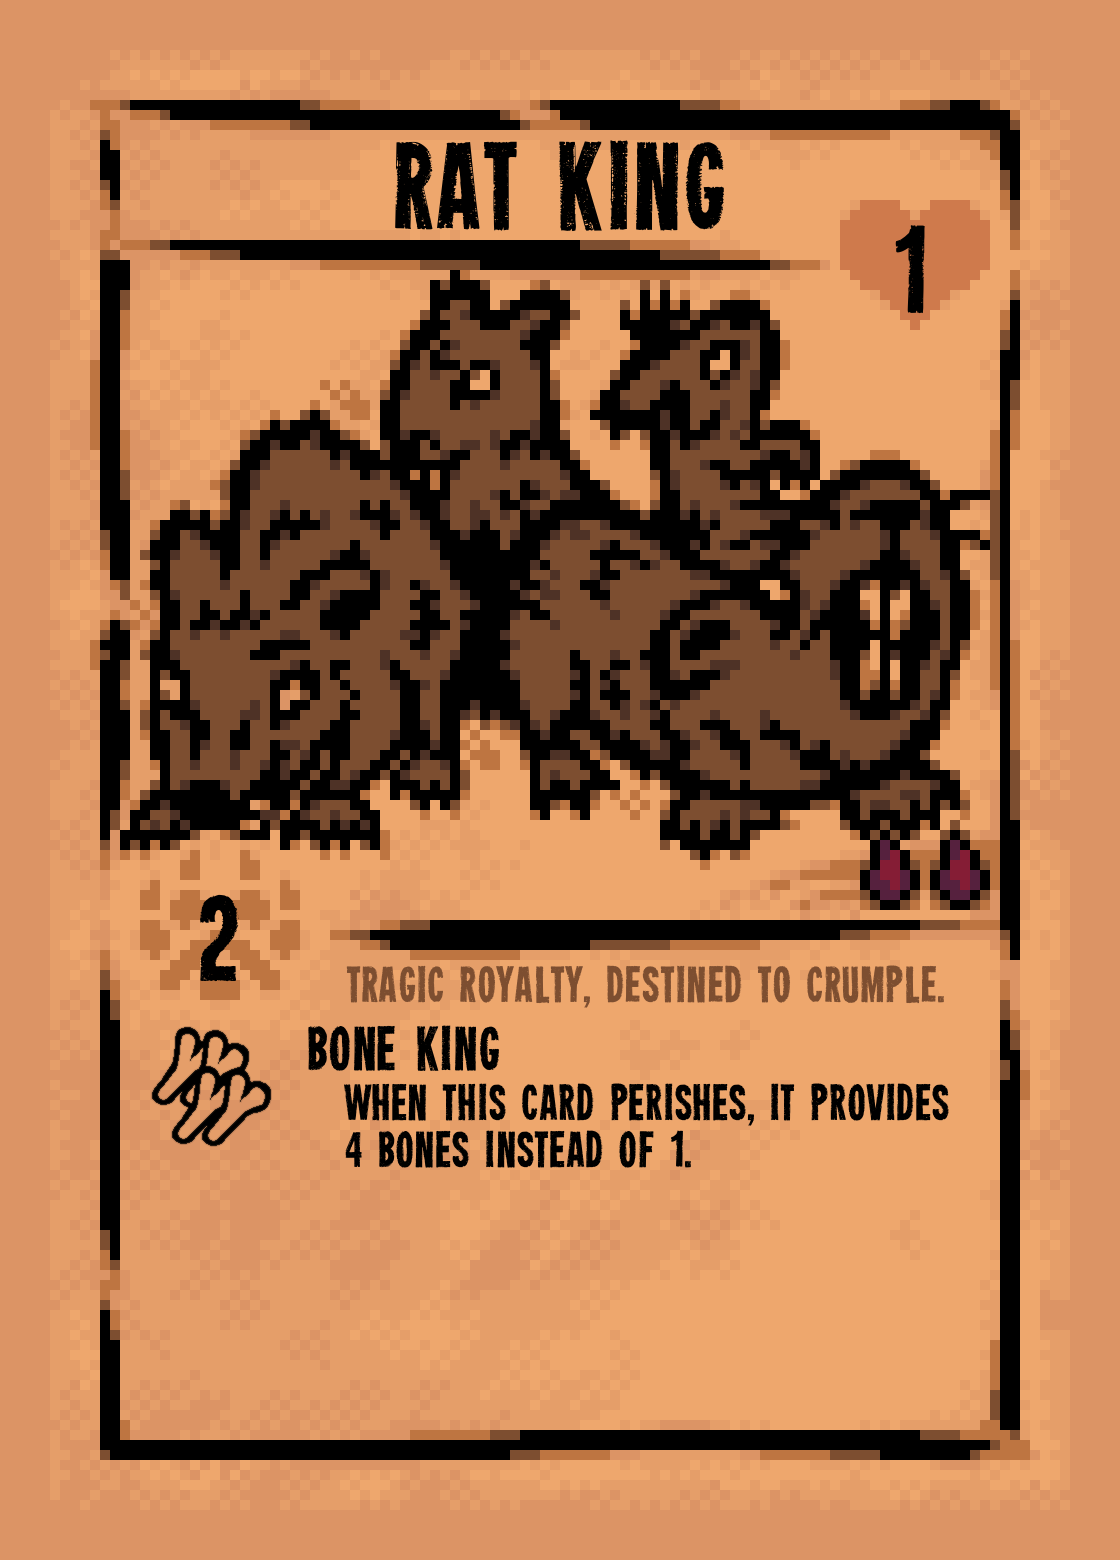 RAT KING
1
2
TRAGIC ROYALTY, DESTINED TO CRUMPLE.
BONE KING
WHEN THIS CARD PERISHES, IT PROVIDES
4 BONES INSTEAD OF 1.